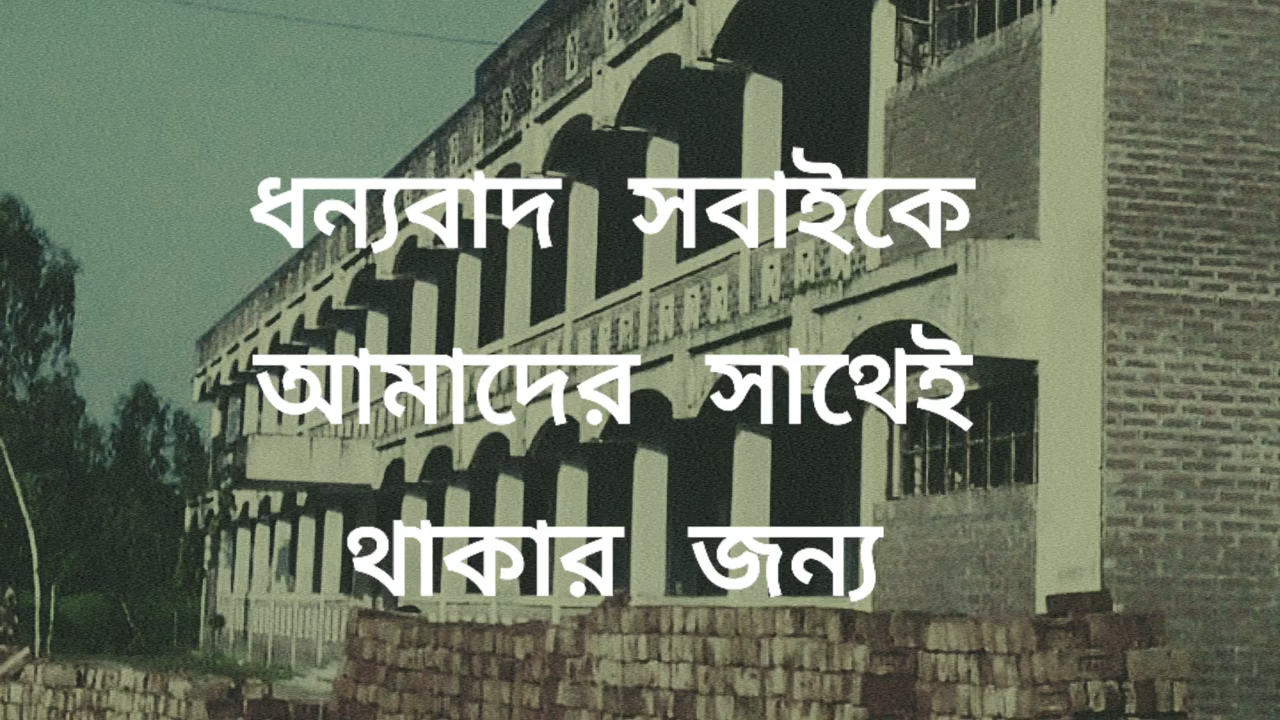 ধন্যবাদ সবাইকে
আমাদের সাথেই
থাকার জন্য